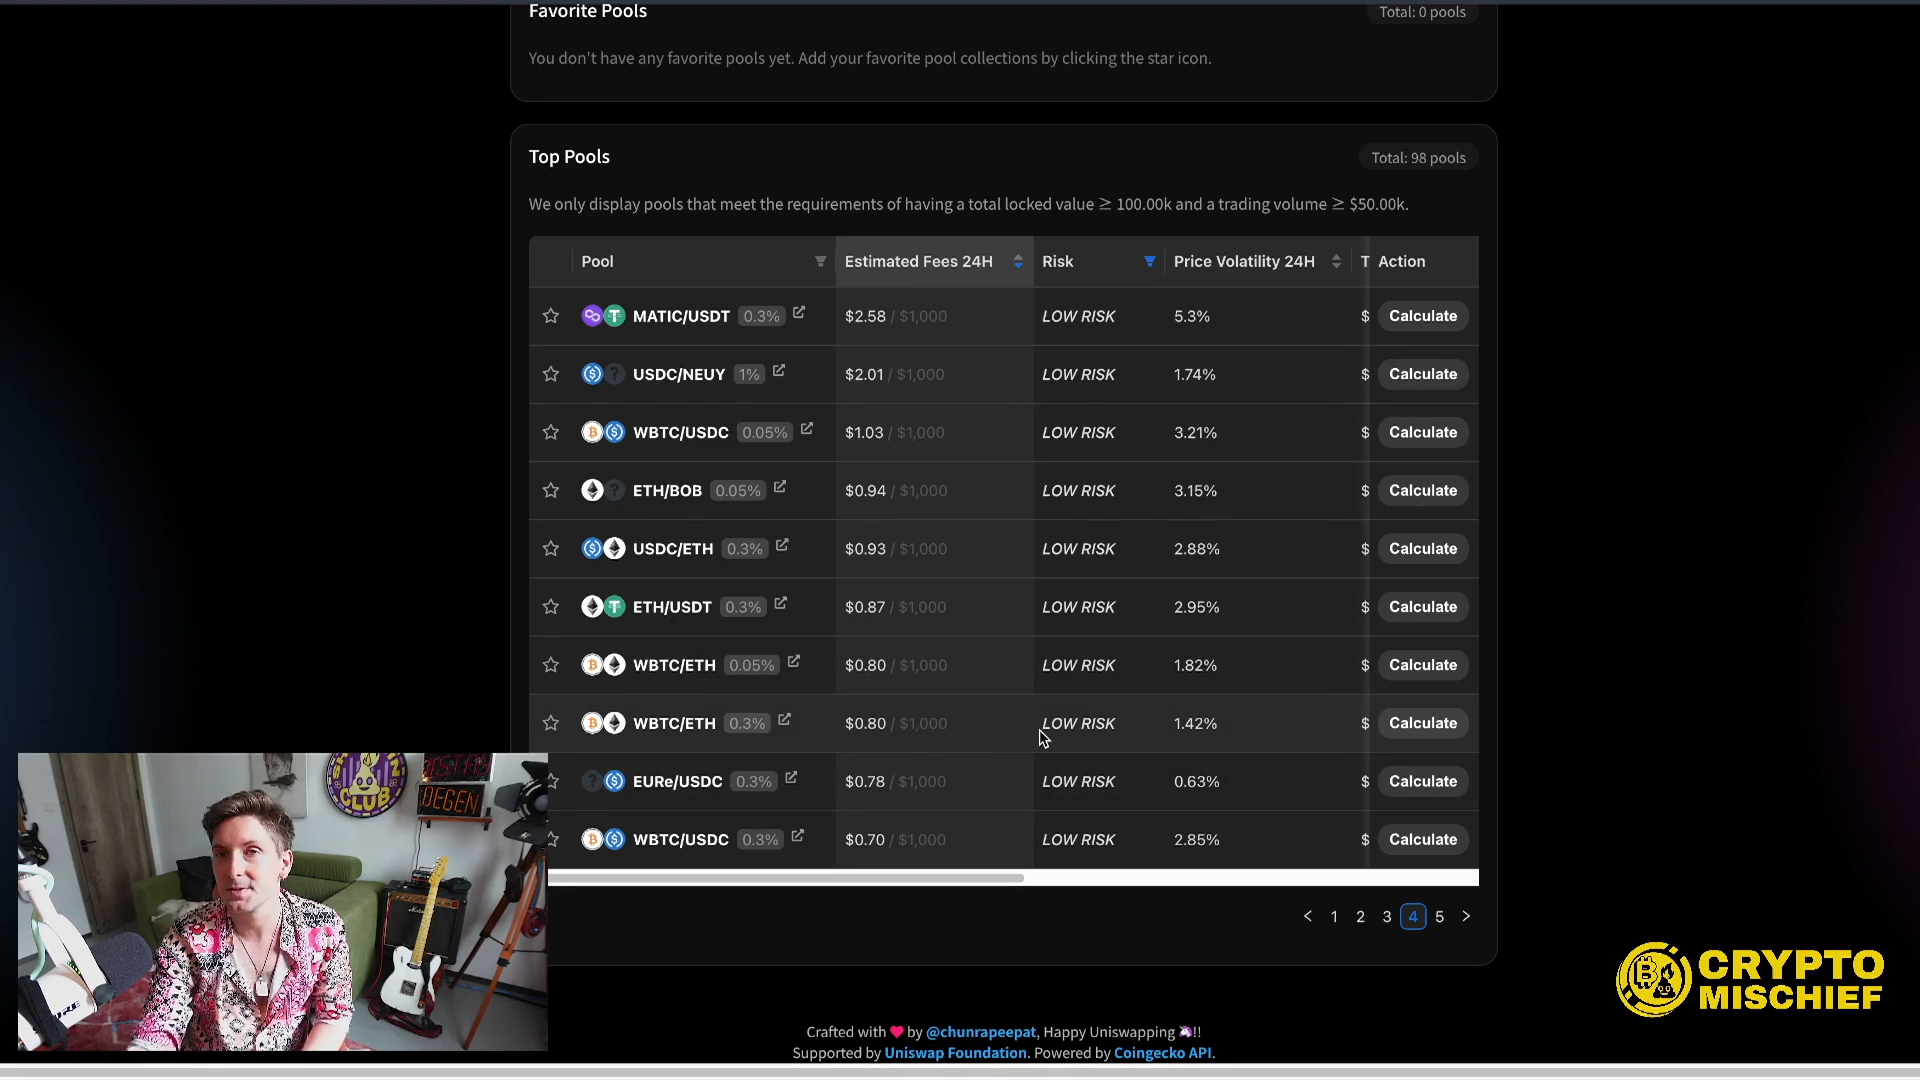 Favorite Pools Total: 0 pools
You don't have any favorite pools yet. Add your favorite pool collections by clicking the star icon.
Top Pools Total: 98 pools
We only display pools that meet the requirements of having a total locked value ≥ 100.00k and a trading volume ≥ $50.00k.
Pool Estimated Fees 24H Risk Price Volatility 24H T Action
MATIC/USDT 0.3% $2.58 / $1,000 LOW RISK 5.3% $ Calculate
USDC/NEUY 1% $2.01 / $1,000 LOW RISK 1.74% $ Calculate
WBTC/USDC 0.05% $1.03 / $1,000 LOW RISK 3.21% $ Calculate
ETH/BOB 0.05% $0.94 / $1,000 LOW RISK 3.15% $ Calculate
USDC/ETH 0.3% $0.93 / $1,000 LOW RISK 2.88% $ Calculate
ETH/USDT 0.3% $0.87 / $1,000 LOW RISK 2.95% $ Calculate
WBTC/ETH 0.05% $0.80 / $1,000 LOW RISK 1.82% $ Calculate
WBTC/ETH 0.3% $0.80 / $1,000 LOW RISK 1.42% $ Calculate
EURe/USDC 0.3% $0.78 / $1,000 LOW RISK 0.63% $ Calculate
WBTC/USDC 0.3% $0.70 / $1,000 LOW RISK 2.85% $ Calculate
< 1 2 3 4 5 >
CLUB
DEGEN
CRYPTO
MISCHIEF
Crafted with ❤️ by @chunrapeepat, Happy Uniswapping 🦄!!
Supported by Uniswap Foundation. Powered by Coingecko API.